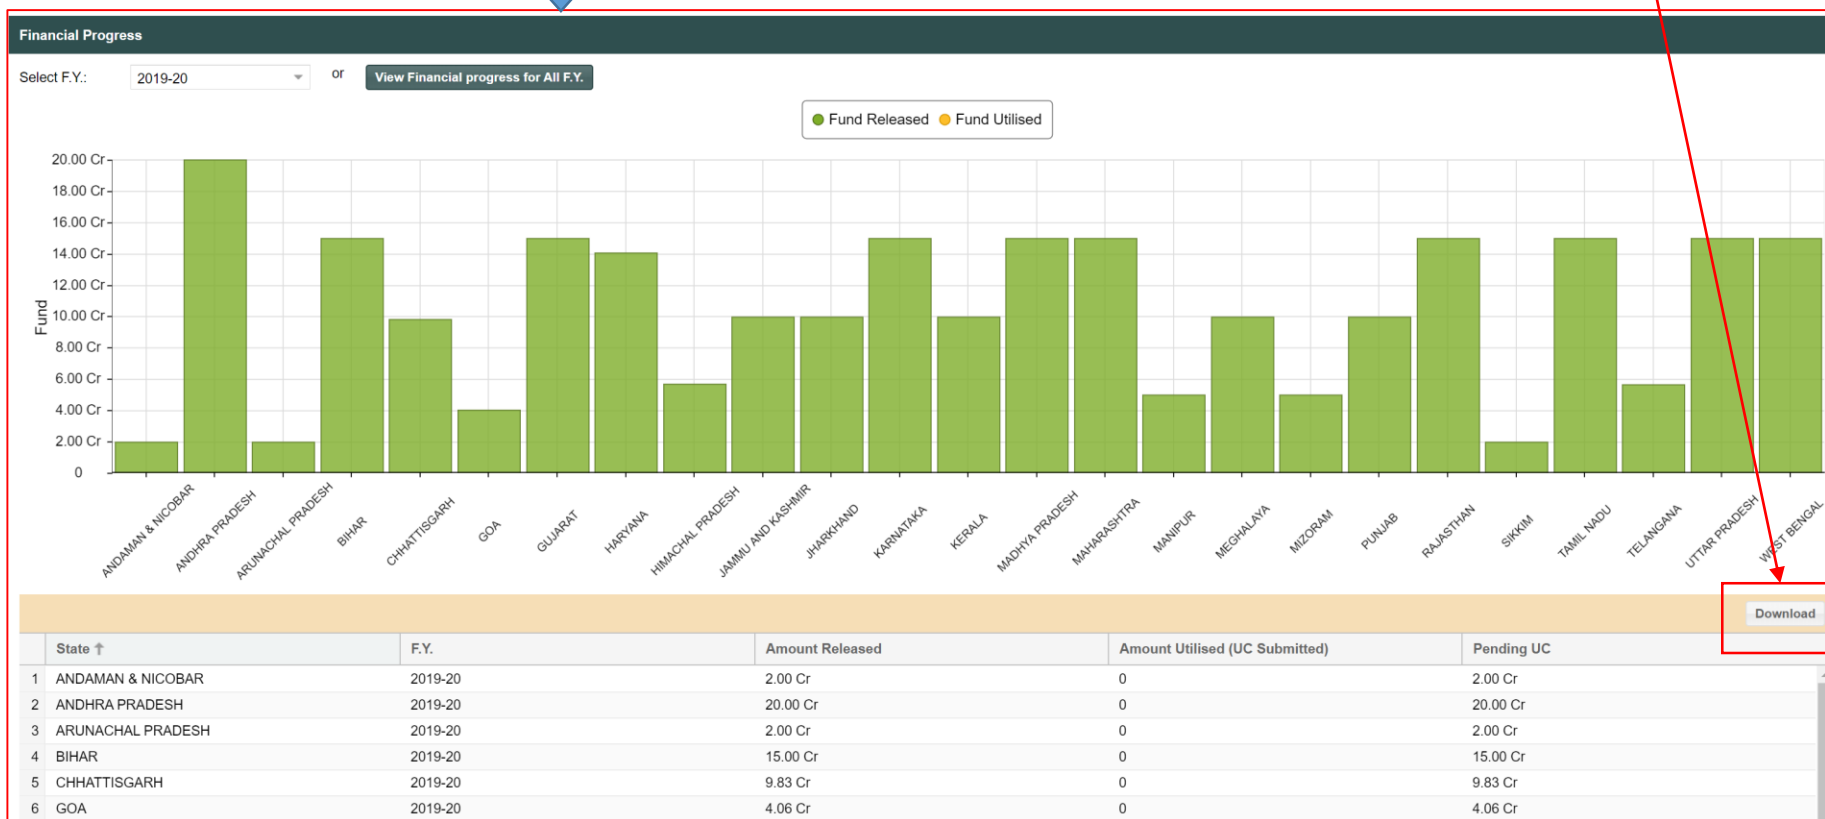 Financial Progress
Select F.Y.: 2019-20 or View Financial progress for All F.Y.
Fund Released Fund Utilised
20.00 Cr
18.00 Cr
16.00 Cr
14.00 Cr
12.00 Cr
10.00 Cr
8.00 Cr
6.00 Cr
4.00 Cr
2.00 Cr
0
Fund
ANDAMAN & NICOBAR
ANDHRA PRADESH
ARUNACHAL PRADESH
BIHAR
CHHATTISGARH
GOA
GUJARAT
HARYANA
HIMACHAL PRADESH
JAMMU AND KASHMIR
JHARKHAND
KARNATAKA
KERALA
MADHYA PRADESH
MAHARASHTRA
MANIPUR
MEGHALAYA
MIZORAM
PUNJAB
RAJASTHAN
SIKKIM
TAMIL NADU
TELANGANA
UTTAR PRADESH
WEST BENGAL
Download
State F.Y. Amount Released Amount Utilised (UC Submitted) Pending UC
1 ANDAMAN & NICOBAR 2019-20 2.00 Cr 0 2.00 Cr
2 ANDHRA PRADESH 2019-20 20.00 Cr 0 20.00 Cr
3 ARUNACHAL PRADESH 2019-20 2.00 Cr 0 2.00 Cr
4 BIHAR 2019-20 15.00 Cr 0 15.00 Cr
5 CHHATTISGARH 2019-20 9.83 Cr 0 9.83 Cr
6 GOA 2019-20 4.06 Cr 0 4.06 Cr